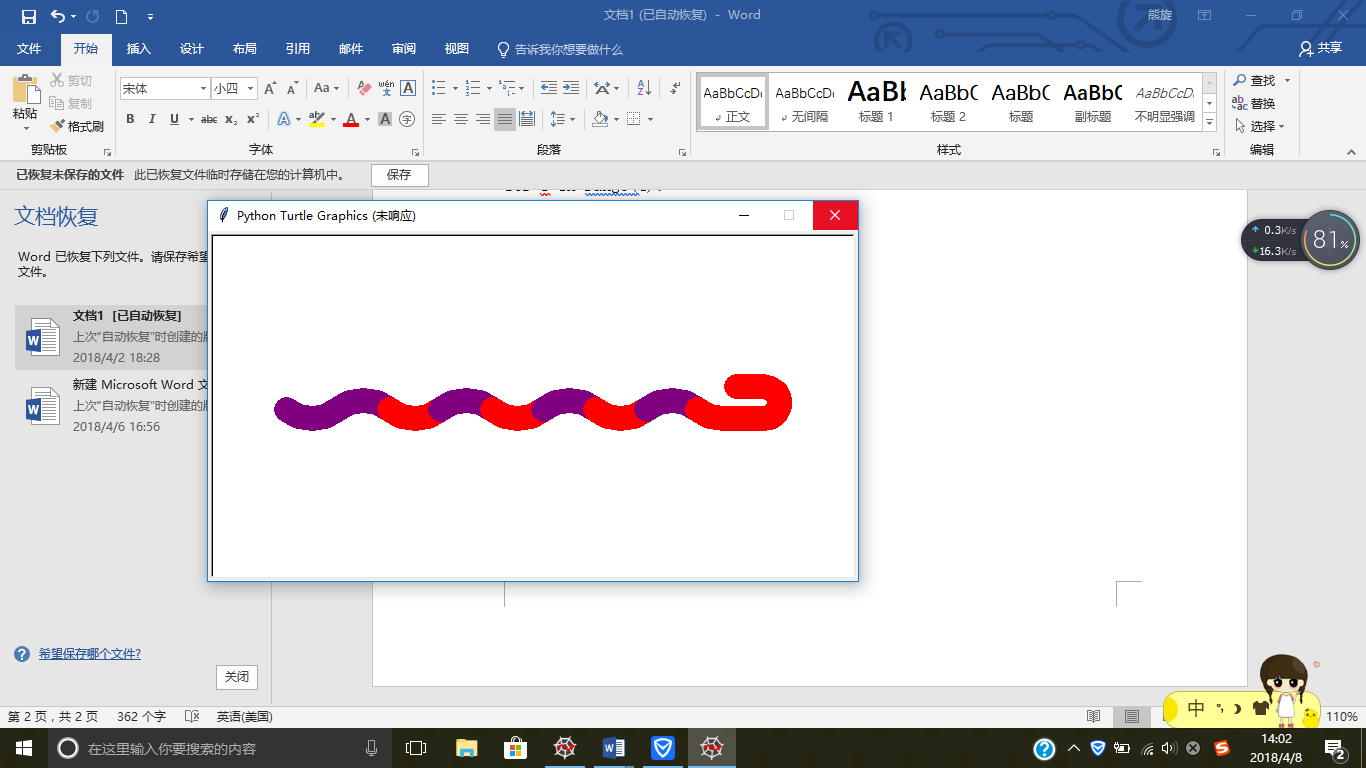 文档1 (已自动恢复) - Word
熊旋
文件 开始 插入 设计 布局 引用 邮件 审阅 视图 告诉我你想要做什么
共享
粘贴
剪切
复制
格式刷
剪贴板
宋体 小四
字体
段落
AaBbCcDc
正文
AaBbCcDc
无间隔
AaBb
标题 1
AaBbC
标题 2
AaBbC
标题
AaBbC
副标题
AaBbCcD
不明显强调
样式
查找
替换
选择
编辑
已恢复未保存的文件 此已恢复文件临时存储在您的计算机中。 保存
文档恢复
Word 已恢复下列文件。请保存希望
文件。
文档1 [已自动恢复]
上次“自动恢复”时创建的版
2018/4/2 18:28
新建 Microsoft Word 文
上次“自动恢复”时创建的版
2018/4/6 16:56
希望保存哪个文件?
关闭
Python Turtle Graphics (未响应)
0.3K/s
16.3K/s
81%
中
第 2 页，共 2 页 362 个字 英语(美国)
110%
在这里输入你要搜索的内容
14:02
2018/4/8
2